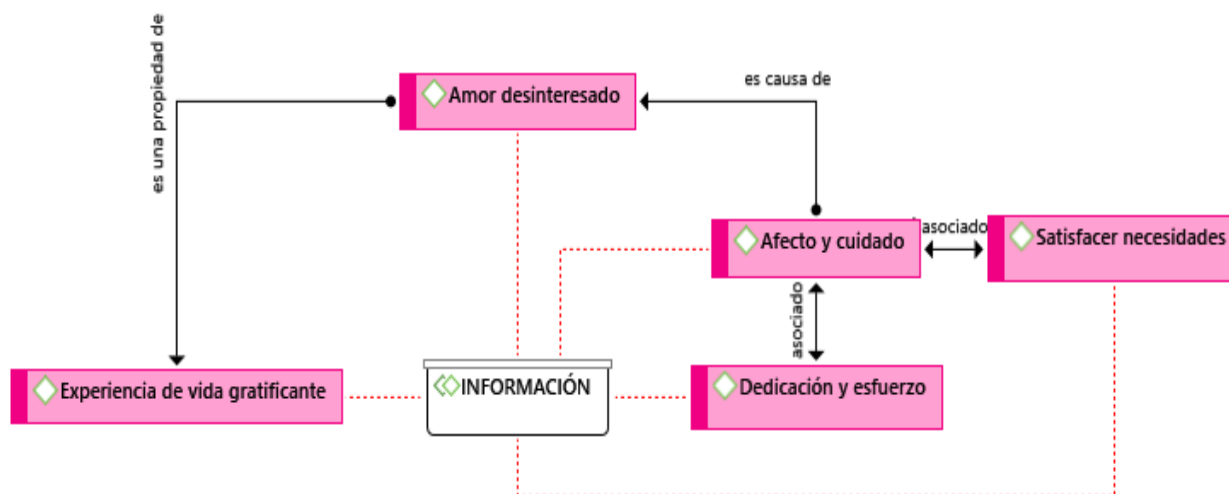 es una propiedad de
Amor desinteresado
es causa de
Afecto y cuidado
asociado
Satisfacer necesidades
asociado
Experiencia de vida gratificante
INFORMACIÓN
Dedicación y esfuerzo